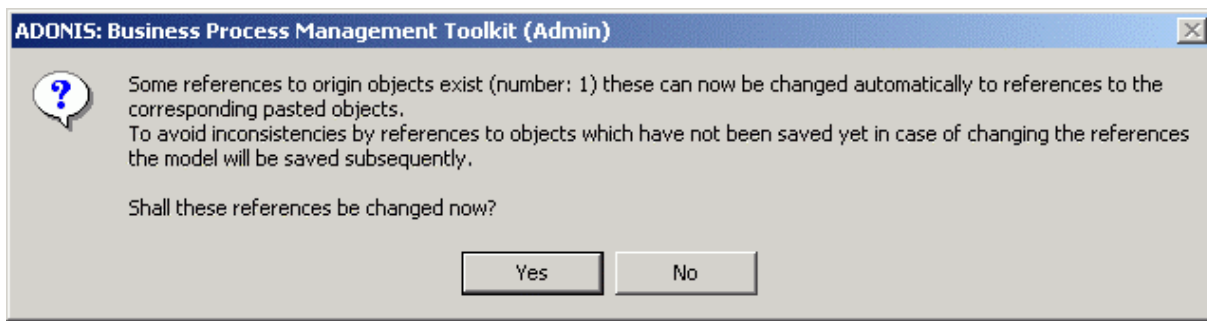 ADONIS: Business Process Management Toolkit (Admin)
Some references to origin objects exist (number: 1) these can now be changed automatically to references to the
corresponding pasted objects.
To avoid inconsistencies by references to objects which have not been saved yet in case of changing the references
the model will be saved subsequently.
Shall these references be changed now?
Yes
No